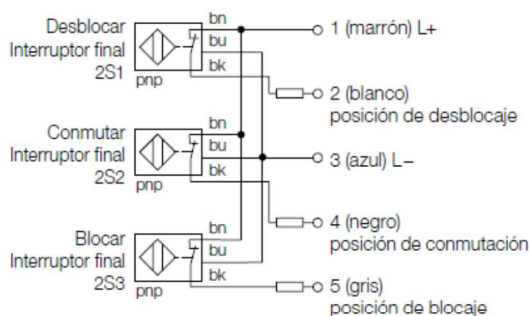 Desblocar
Interruptor final
2S1
pnp
bn
bu
bk
1 (marrón) L+
2 (blanco)
posición de desblocaje
Conmutar
Interruptor final
2S2
pnp
bn
bu
bk
3 (azul) L−
4 (negro)
posición de conmutación
Blocar
Interruptor final
2S3
pnp
bn
bu
bk
5 (gris)
posición de blocaje